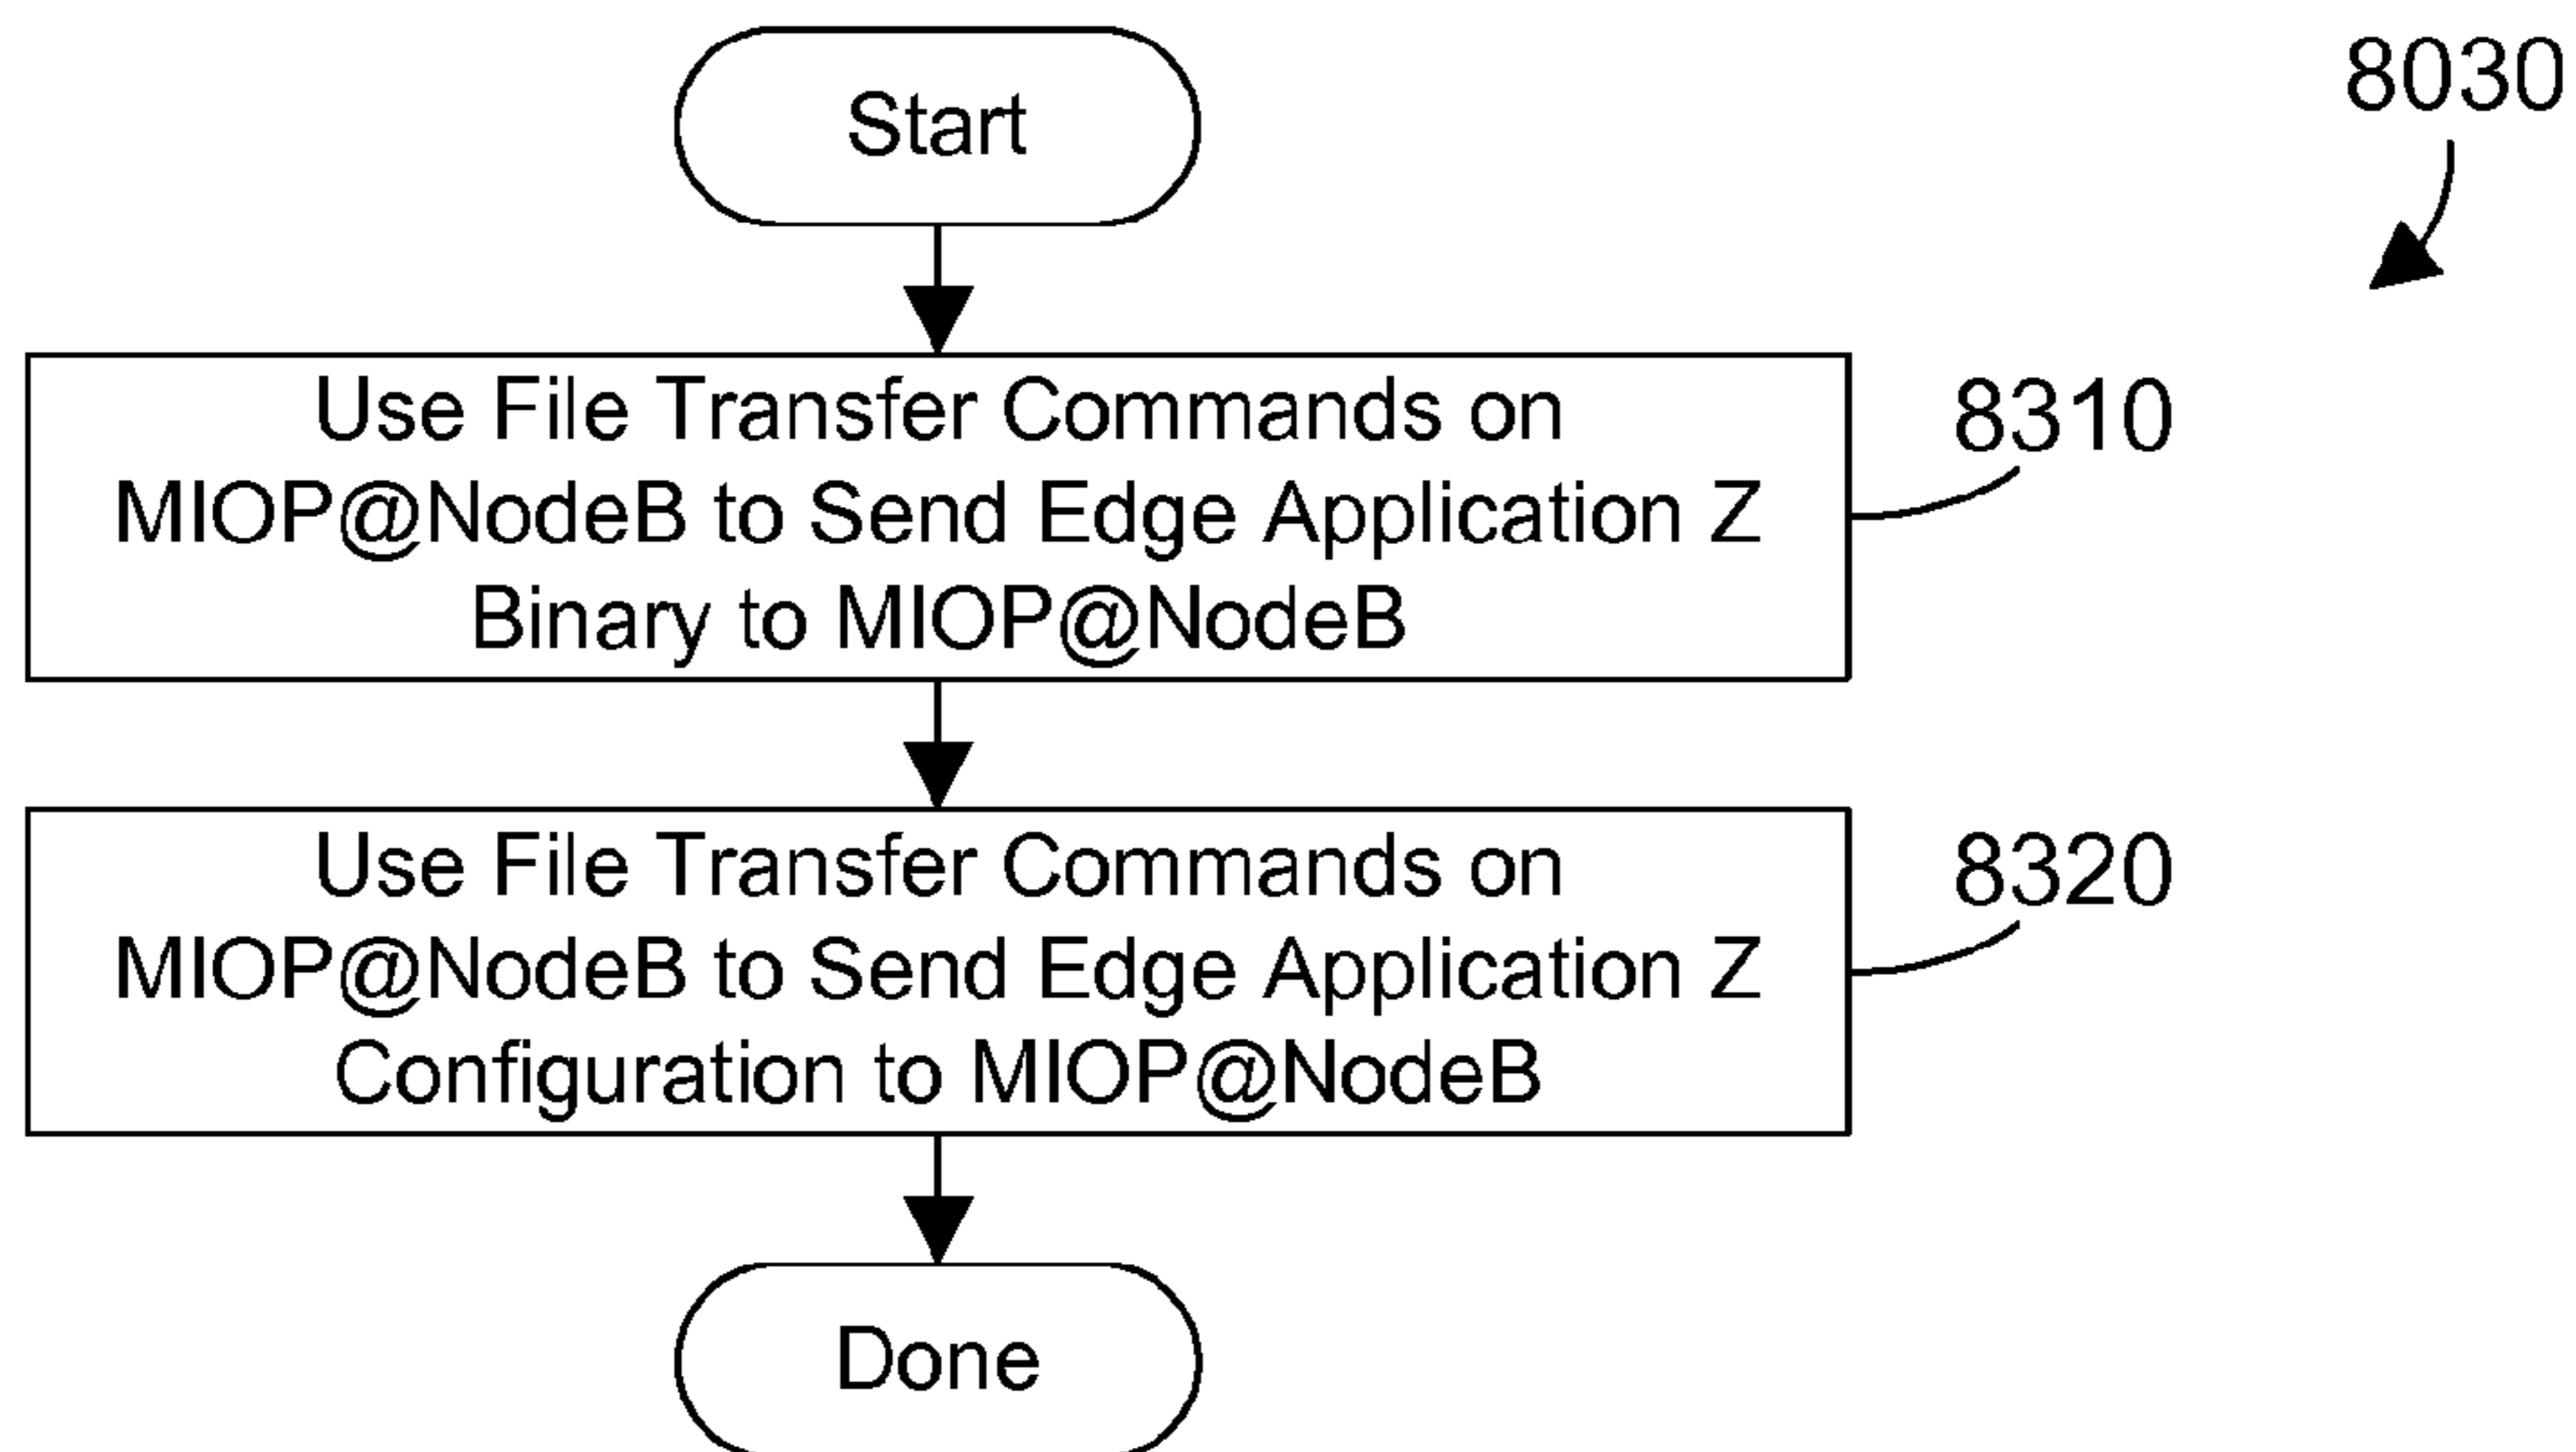 Start
8030
Use File Transfer Commands on
MIOP@NodeB to Send Edge Application Z
Binary to MIOP@NodeB
8310
Use File Transfer Commands on
MIOP@NodeB to Send Edge Application Z
Configuration to MIOP@NodeB
8320
Done